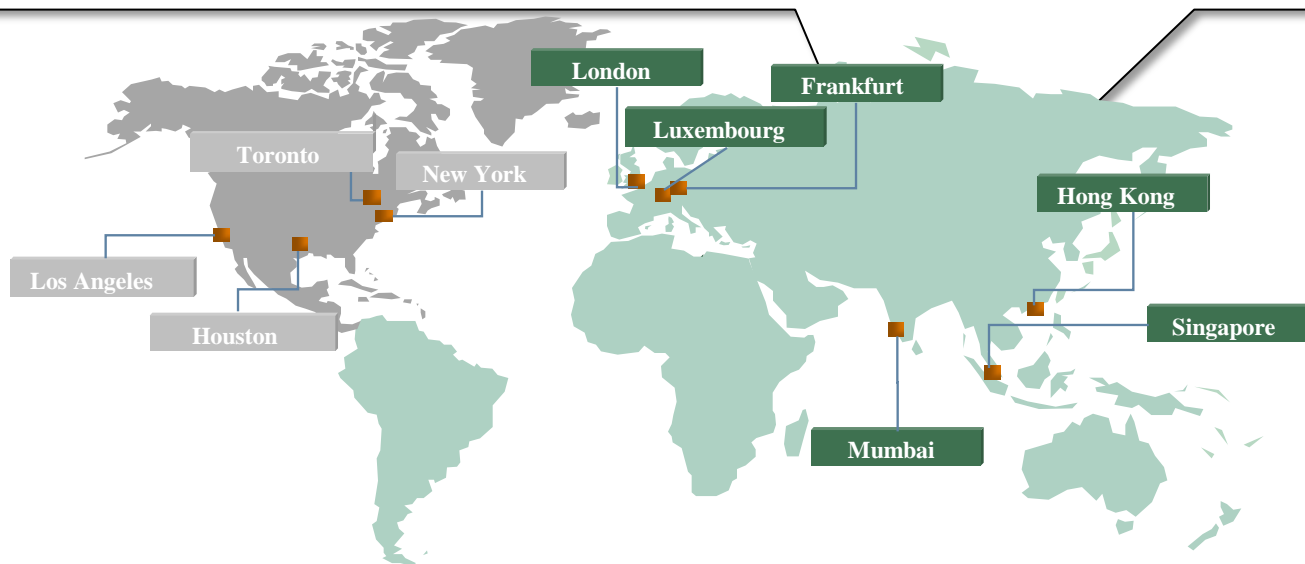 London
Frankfurt
Luxembourg
Toronto
New York
Hong Kong
Los Angeles
Houston
Singapore
Mumbai